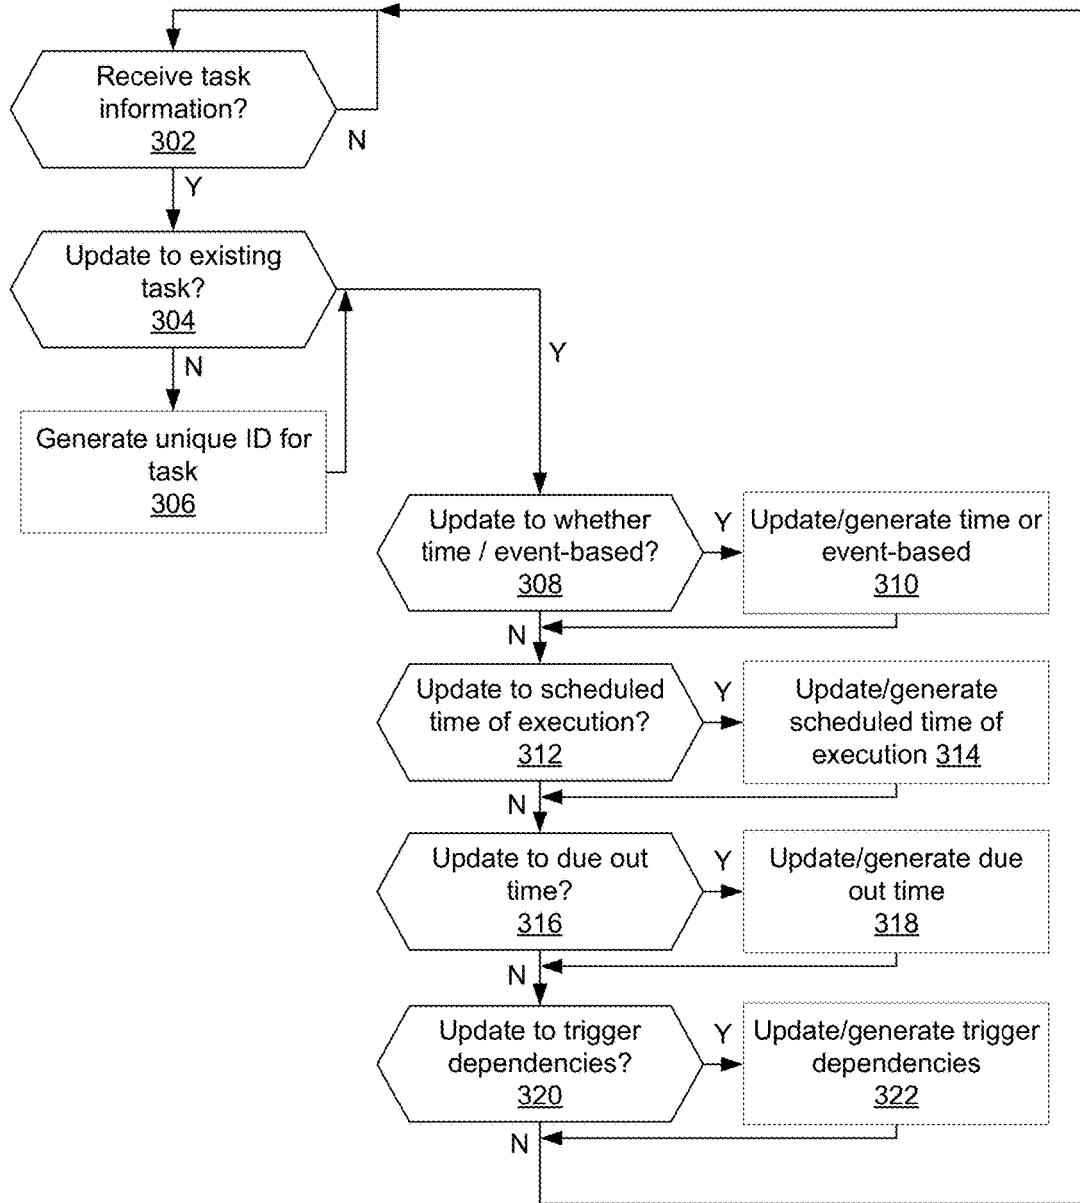 Receive task
information?
302
N
Y
Update to existing
task?
304
N
Y
Generate unique ID for
task
306
Update to whether
time / event-based?
308
Y
Update/generate time or
event-based
310
N
Update to scheduled
time of execution?
312
Y
Update/generate
scheduled time of
execution 314
N
Update to due out
time?
316
Y
Update/generate due
out time
318
N
Update to trigger
dependencies?
320
Y
Update/generate trigger
dependencies
322
N